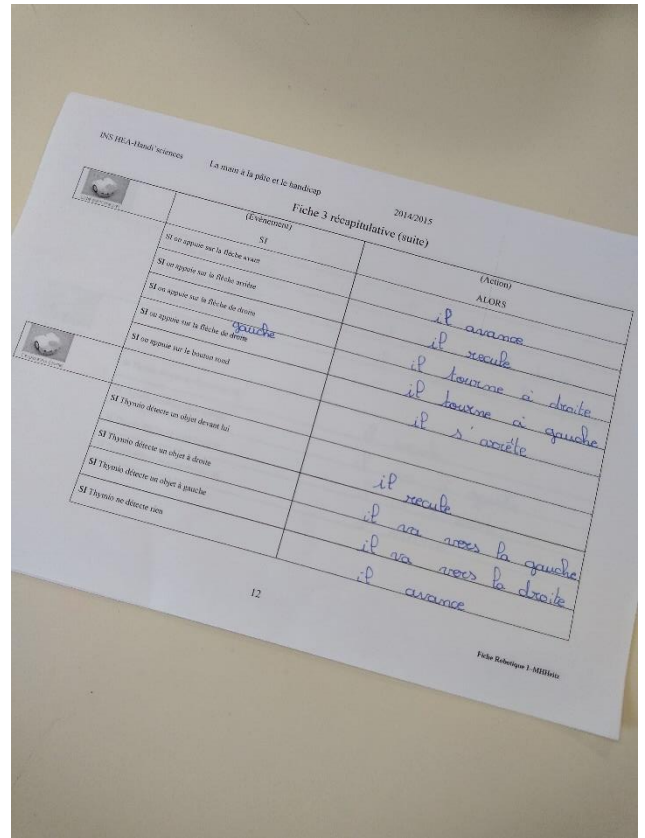 INS HEA-Handi'sciences La main à la pâte et le handicap 2014/2015
Fiche 3 récapitulative (suite)
(Evènement) (Action)
SI ALORS
SI on appuie sur la flèche avant il avance
SI on appuie sur la flèche arrière il recule
SI on appuie sur la flèche de droite il tourne à droite
SI on appuie sur la flèche de droite gauche il tourne à gauche
SI on appuie sur le bouton rond il s'arrête
SI Thymio détecte un objet devant lui il recule
SI Thymio détecte un objet à droite il va vers la gauche
SI Thymio détecte un objet à gauche il va vers la droite
SI Thymio ne détecte rien il avance
12
Fiche Robotique 1-MHHeitz